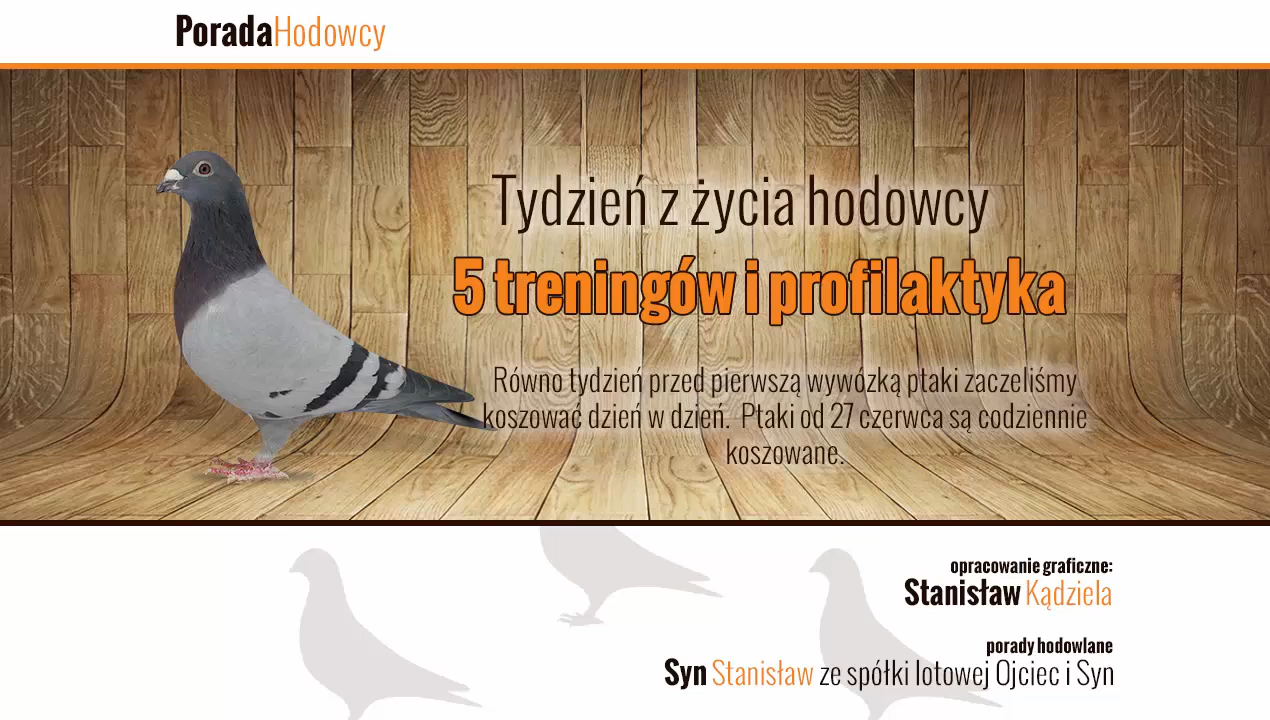 PoradaHodowcy
Tydzień z życia hodowcy
5 treningów i profilaktyka
Równo tydzień przed pierwszą wywózką ptaki zaczeliśmy
koszować dzień w dzień. Ptaki od 27 czerwca są codziennie
koszowane.
opracowanie graficzne:
Stanisław Kądziela
porady hodowlane
Syn Stanisław ze spółki lotowej Ojciec i Syn